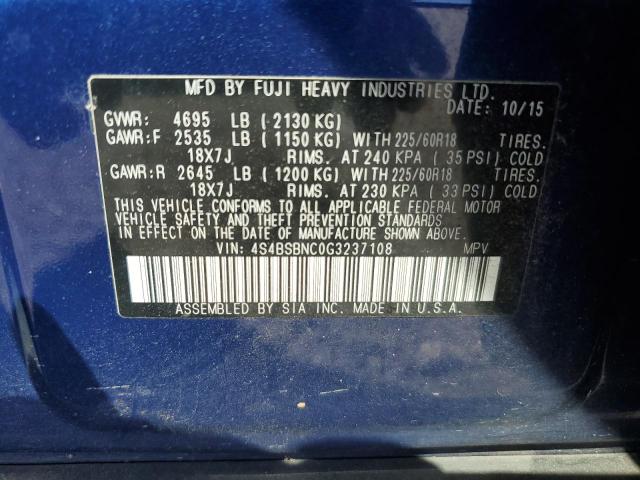 MFD BY FUJI HEAVY INDUSTRIES LTD.
DATE: 10/15
GVWR: 4695 LB ( 2130 KG)
GAWR:F 2535 LB ( 1150 KG) WITH 225/60R18 TIRES.
18X7J RIMS. AT 240 KPA ( 35 PSI) COLD
GAWR:R 2645 LB ( 1200 KG) WITH 225/60R18 TIRES.
18X7J RIMS. AT 230 KPA ( 33 PSI) COLD
THIS VEHICLE CONFORMS TO ALL APPLICABLE FEDERAL MOTOR
VEHICLE SAFETY AND THEFT PREVENTION STANDARDS
IN EFFECT ON THE DATE OF MANUFACTURE SHOWN ABOVE.
VIN: 4S4BSBNC0G3237108 MPV
ASSEMBLED BY SIA INC. IN U.S.A.